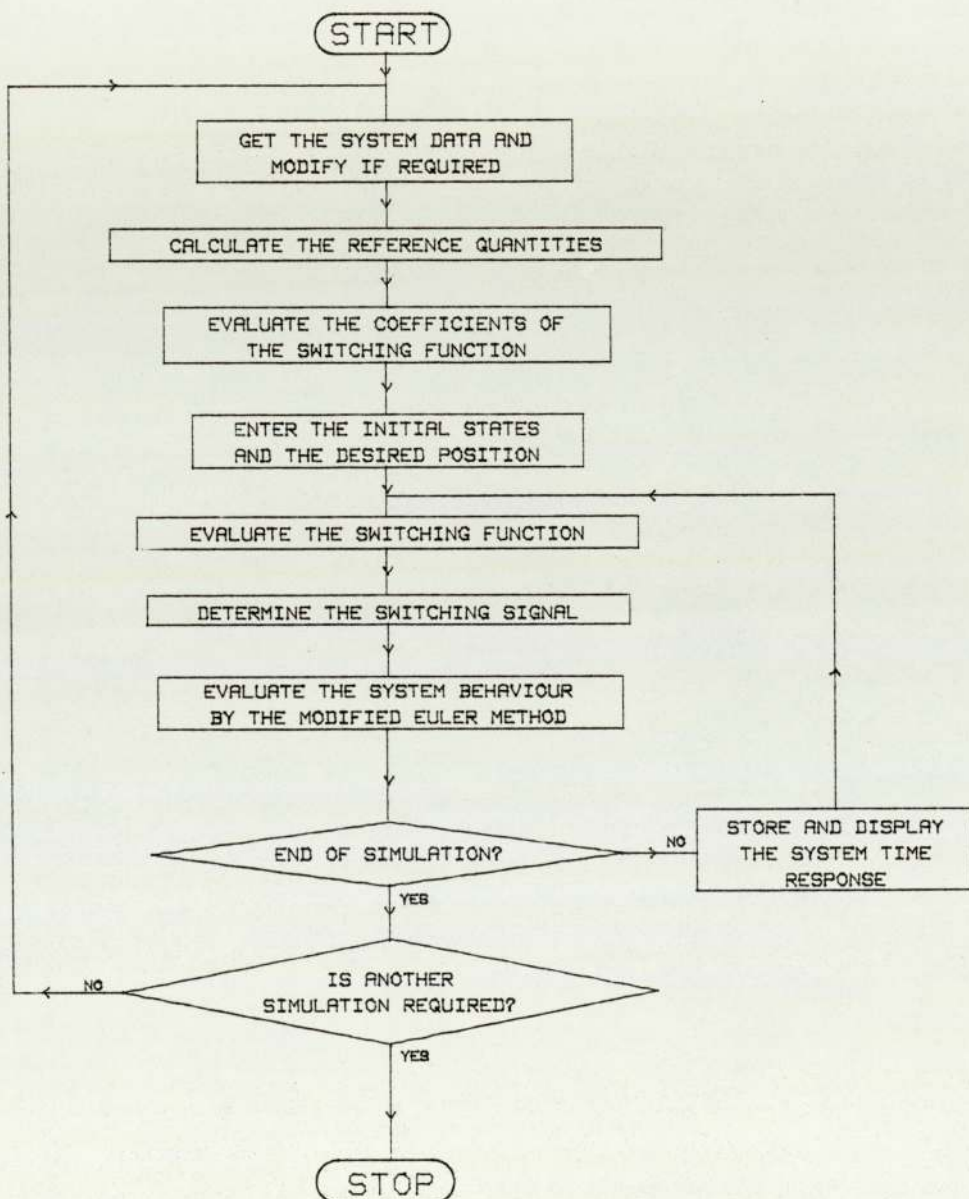 START
GET THE SYSTEM DATA AND
MODIFY IF REQUIRED
CALCULATE THE REFERENCE QUANTITIES
EVALUATE THE COEFFICIENTS OF
THE SWITCHING FUNCTION
ENTER THE INITIAL STATES
AND THE DESIRED POSITION
EVALUATE THE SWITCHING FUNCTION
DETERMINE THE SWITCHING SIGNAL
EVALUATE THE SYSTEM BEHAVIOUR
BY THE MODIFIED EULER METHOD
END OF SIMULATION?
NO
STORE AND DISPLAY
THE SYSTEM TIME
RESPONSE
YES
NO
IS ANOTHER
SIMULATION REQUIRED?
YES
STOP